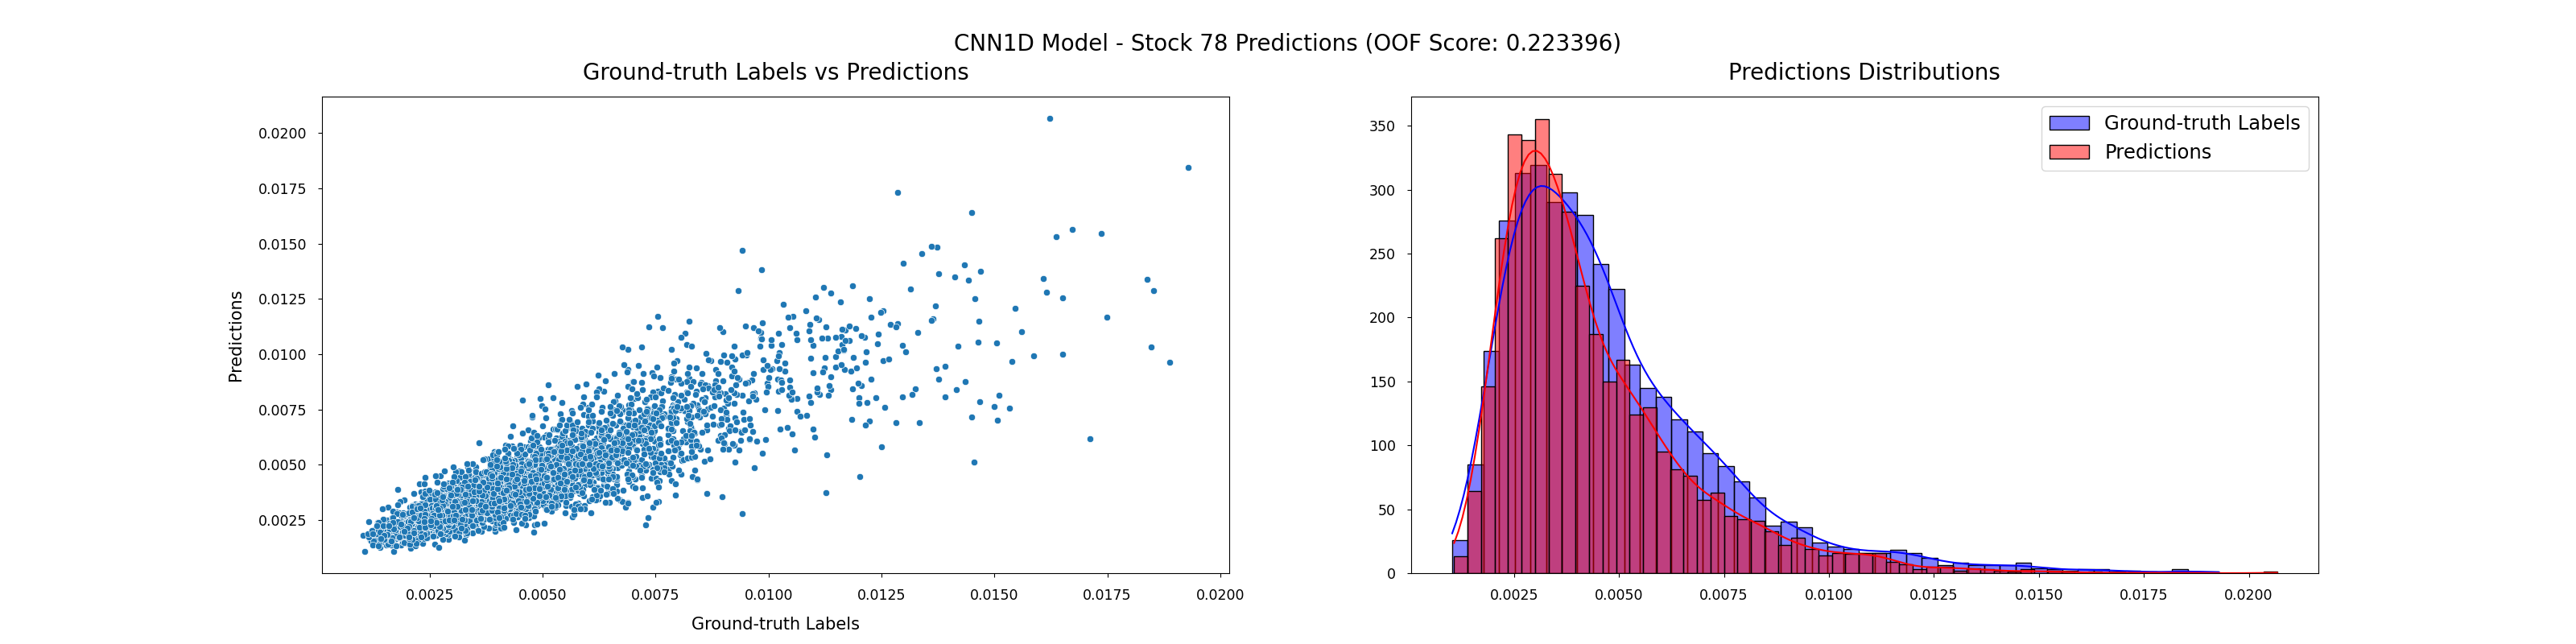 CNN1D Model - Stock 78 Predictions (OOF Score: 0.223396)
Ground-truth Labels vs Predictions
Predictions
0.0200
0.0175
0.0150
0.0125
0.0100
0.0075
0.0050
0.0025
0.0025 0.0050 0.0075 0.0100 0.0125 0.0150 0.0175 0.0200
Ground-truth Labels
Predictions Distributions
Ground-truth Labels
Predictions
350
300
250
200
150
100
50
0
0.0025 0.0050 0.0075 0.0100 0.0125 0.0150 0.0175 0.0200